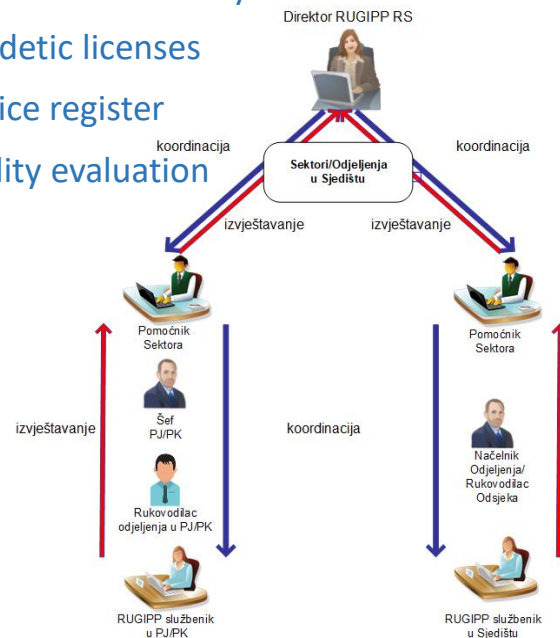 Direktor RUGIPP RS
detic licenses
ice register
lity evaluation
koordinacija
koordinacija
Sektori/Odjeljenja
u Sjedištu
izvještavanje
izvještavanje
Pomoćnik
Sektora
Pomoćnik
Sektora
izvještavanje
Šef
PJ/PK
koordinacija
Načelnik
Odjeljenja/
Rukovodilac
Odsjeka
Rukovodilac
odjeljenja u PJ/PK
RUGIPP službenik
u PJ/PK
RUGIPP službenik
u Sjedištu